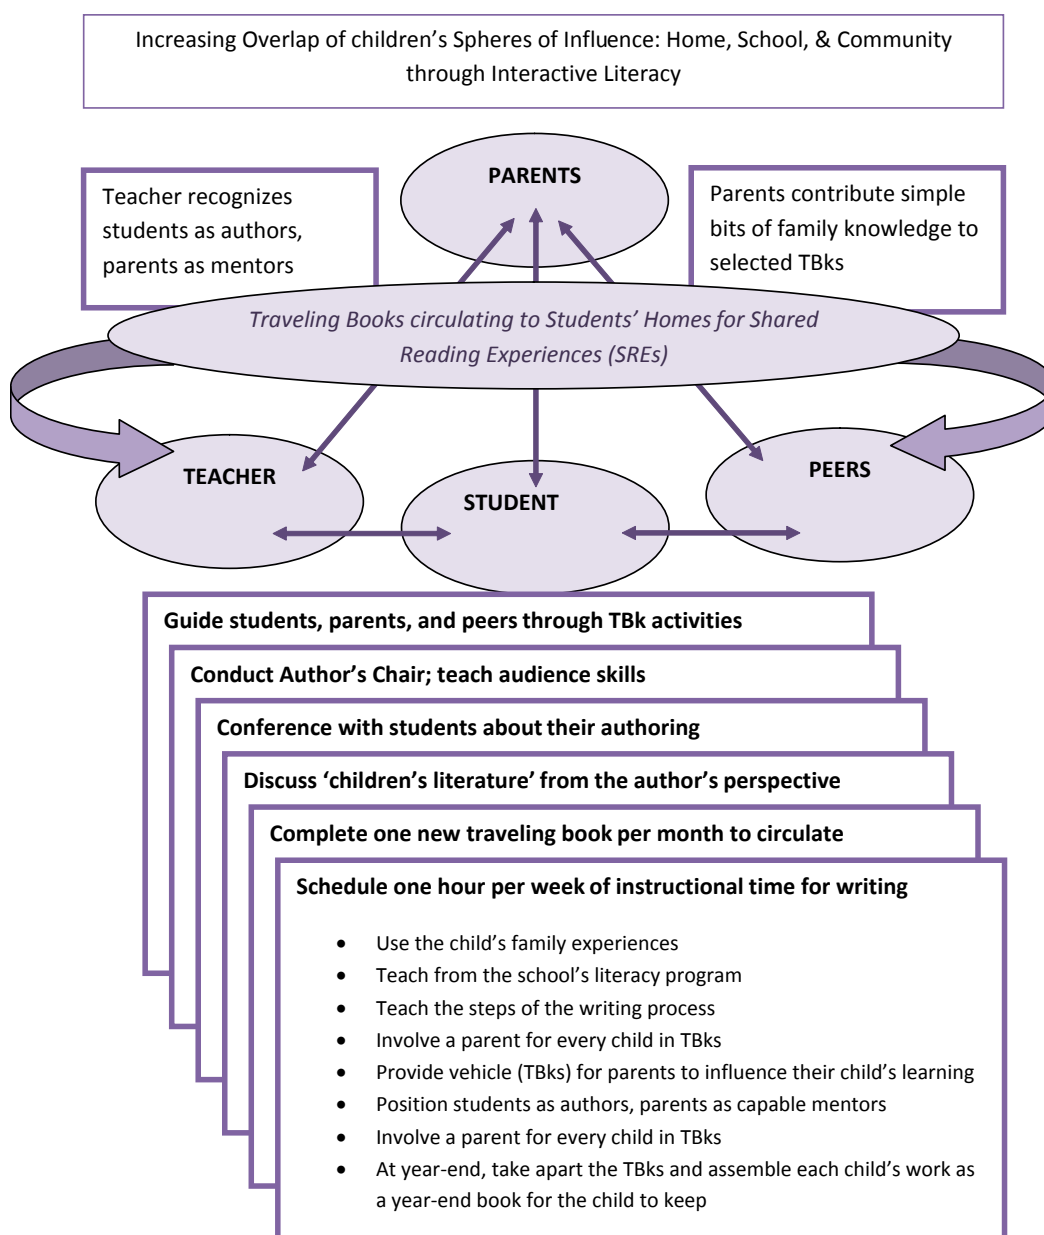 Increasing Overlap of children's Spheres of Influence: Home, School, & Community
through Interactive Literacy
PARENTS
Teacher recognizes
students as authors,
parents as mentors
Parents contribute simple
bits of family knowledge to
selected TBks
Traveling Books circulating to Students' Homes for Shared
Reading Experiences (SREs)
TEACHER
STUDENT
PEERS
Guide students, parents, and peers through TBk activities
Conduct Author's Chair; teach audience skills
Conference with students about their authoring
Discuss 'children's literature' from the author's perspective
Complete one new traveling book per month to circulate
Schedule one hour per week of instructional time for writing
• Use the child's family experiences
• Teach from the school's literacy program
• Teach the steps of the writing process
• Involve a parent for every child in TBks
• Provide vehicle (TBks) for parents to influence their child's learning
• Position students as authors, parents as capable mentors
• Involve a parent for every child in TBks
• At year-end, take apart the TBks and assemble each child's work as
a year-end book for the child to keep